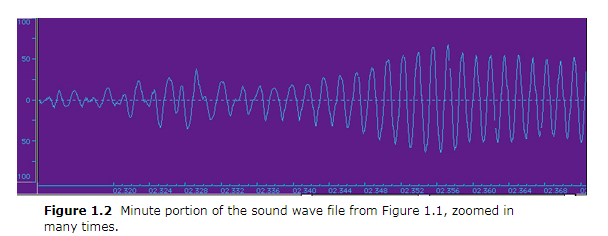 100
50
0
50
100
02.320 02.324 02.328 02.332 02.336 02.340 02.344 02.348 02.352 02.356 02.360 02.364 02.368
Figure 1.2 Minute portion of the sound wave file from Figure 1.1, zoomed in
many times.